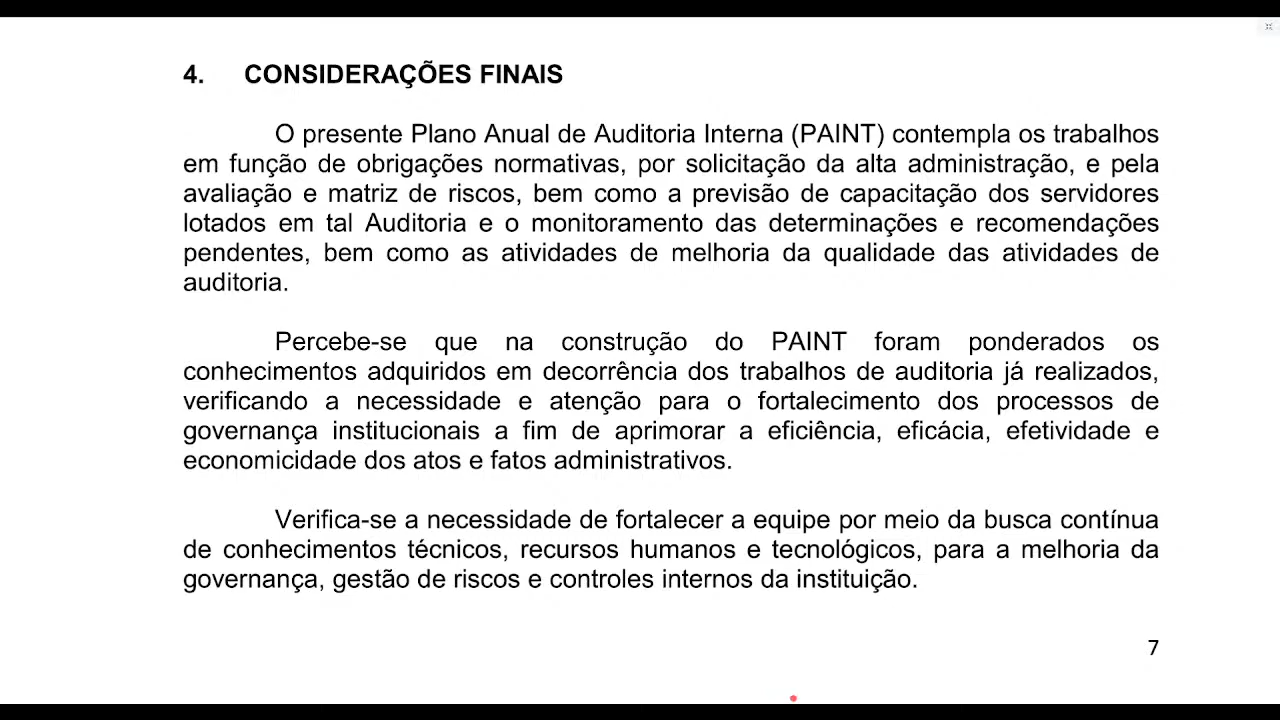 4. CONSIDERAÇÕES FINAIS
O presente Plano Anual de Auditoria Interna (PAINT) contempla os trabalhos
em função de obrigações normativas, por solicitação da alta administração, e pela
avaliação e matriz de riscos, bem como a previsão de capacitação dos servidores
lotados em tal Auditoria e o monitoramento das determinações e recomendações
pendentes, bem como as atividades de melhoria da qualidade das atividades de
auditoria.
Percebe-se que na construção do PAINT foram ponderados os
conhecimentos adquiridos em decorrência dos trabalhos de auditoria já realizados,
verificando a necessidade e atenção para o fortalecimento dos processos de
governança institucionais a fim de aprimorar a eficiência, eficácia, efetividade e
economicidade dos atos e fatos administrativos.
Verifica-se a necessidade de fortalecer a equipe por meio da busca contínua
de conhecimentos técnicos, recursos humanos e tecnológicos, para a melhoria da
governança, gestão de riscos e controles internos da instituição.
7